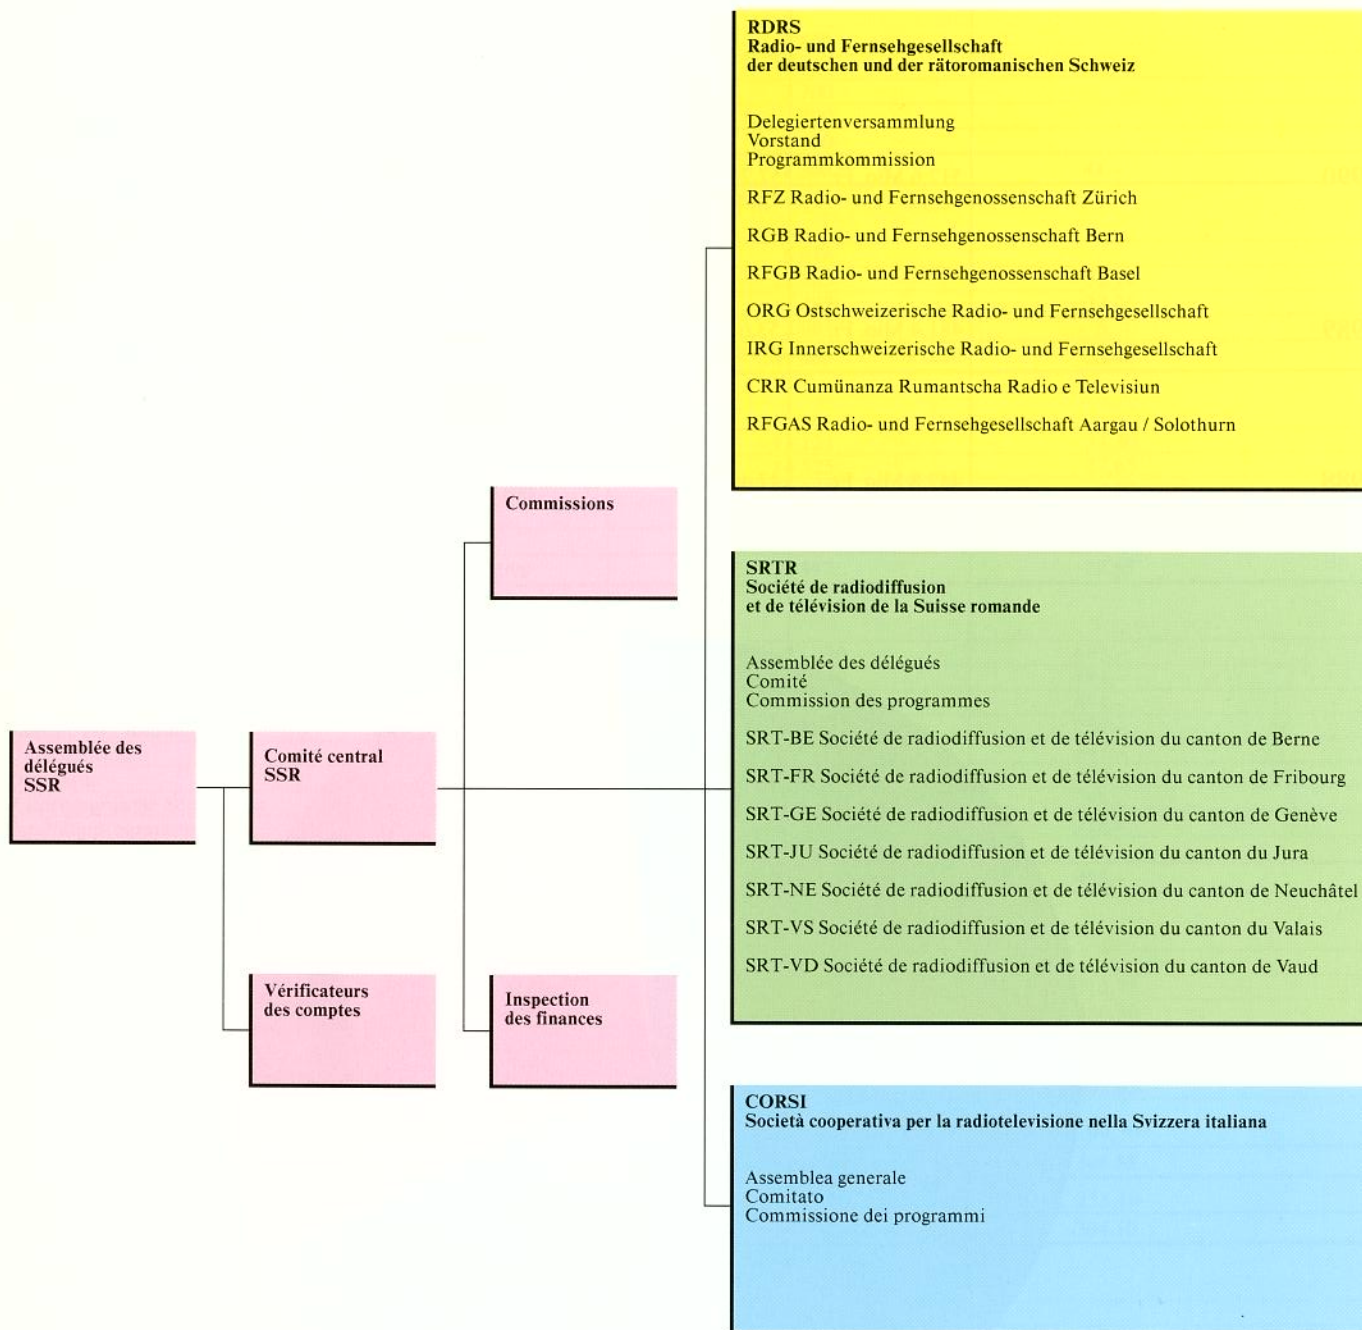 Assemblée des
délégués
SSR
Comité central
SSR
Vérificateurs
des comptes
Commissions
Inspection
des finances
RDRS
Radio- und Fernsehgesellschaft
der deutschen und der rätoromanischen Schweiz
Delegiertenversammlung
Vorstand
Programmkommission
RFZ Radio- und Fernsehgenossenschaft Zürich
RGB Radio- und Fernsehgenossenschaft Bern
RFGB Radio- und Fernsehgenossenschaft Basel
ORG Ostschweizerische Radio- und Fernsehgesellschaft
IRG Innerschweizerische Radio- und Fernsehgesellschaft
CRR Cumünanza Rumantscha Radio e Televisiun
RFGAS Radio- und Fernsehgesellschaft Aargau / Solothurn
SRTR
Société de radiodiffusion
et de télévision de la Suisse romande
Assemblée des délégués
Comité
Commission des programmes
SRT-BE Société de radiodiffusion et de télévision du canton de Berne
SRT-FR Société de radiodiffusion et de télévision du canton de Fribourg
SRT-GE Société de radiodiffusion et de télévision du canton de Genève
SRT-JU Société de radiodiffusion et de télévision du canton du Jura
SRT-NE Société de radiodiffusion et de télévision du canton de Neuchâtel
SRT-VS Société de radiodiffusion et de télévision du canton du Valais
SRT-VD Société de radiodiffusion et de télévision du canton de Vaud
CORSI
Società cooperativa per la radiotelevisione nella Svizzera italiana
Assemblea generale
Comitato
Commissione dei programmi